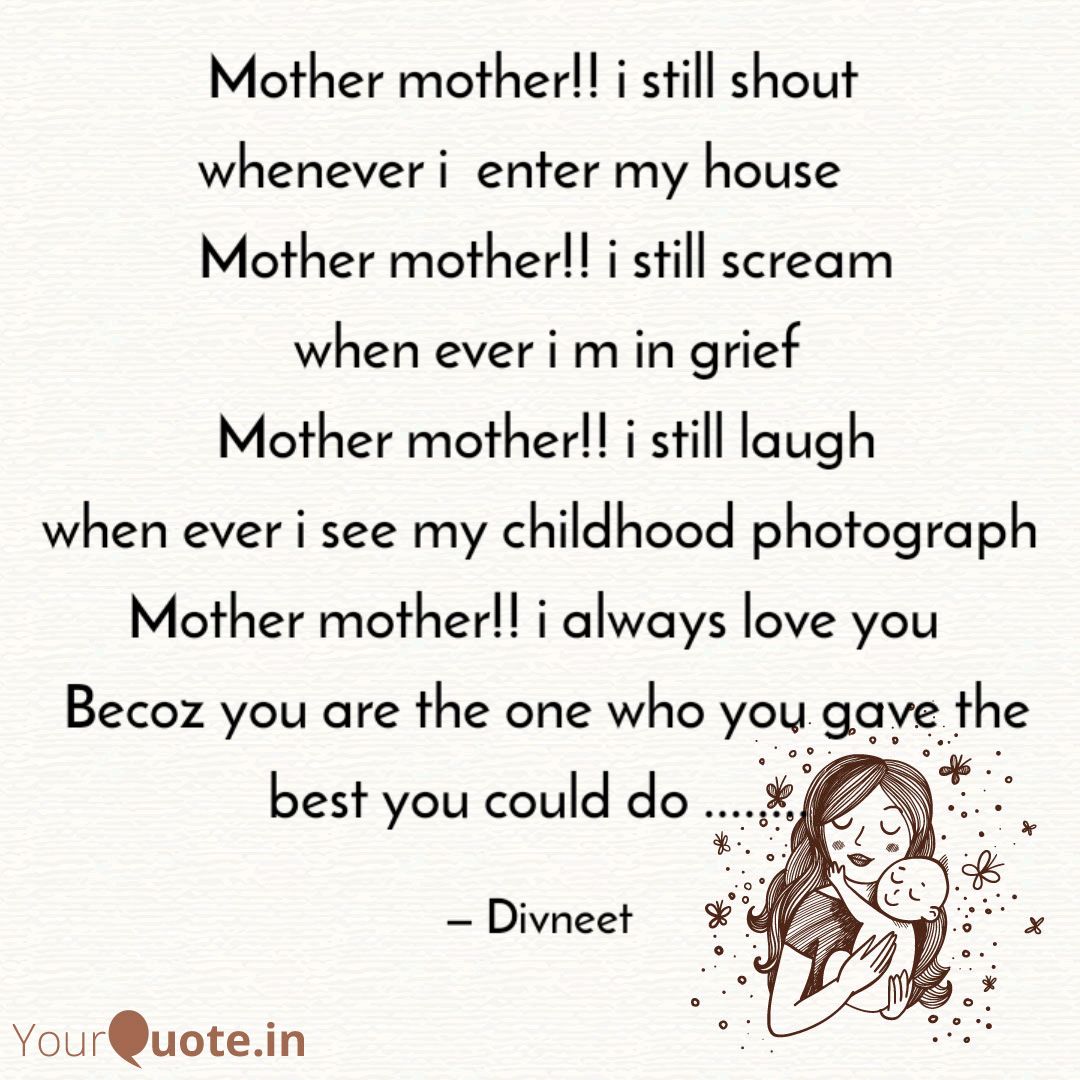 Mother mother!! i still shout
whenever i  enter my house
Mother mother!! i still scream
when ever i m in grief
Mother mother!! i still laugh
when ever i see my childhood photograph
Mother mother!! i always love you
Becoz you are the one who you gave the
best you could do ........
– Divneet
YourQuote.in